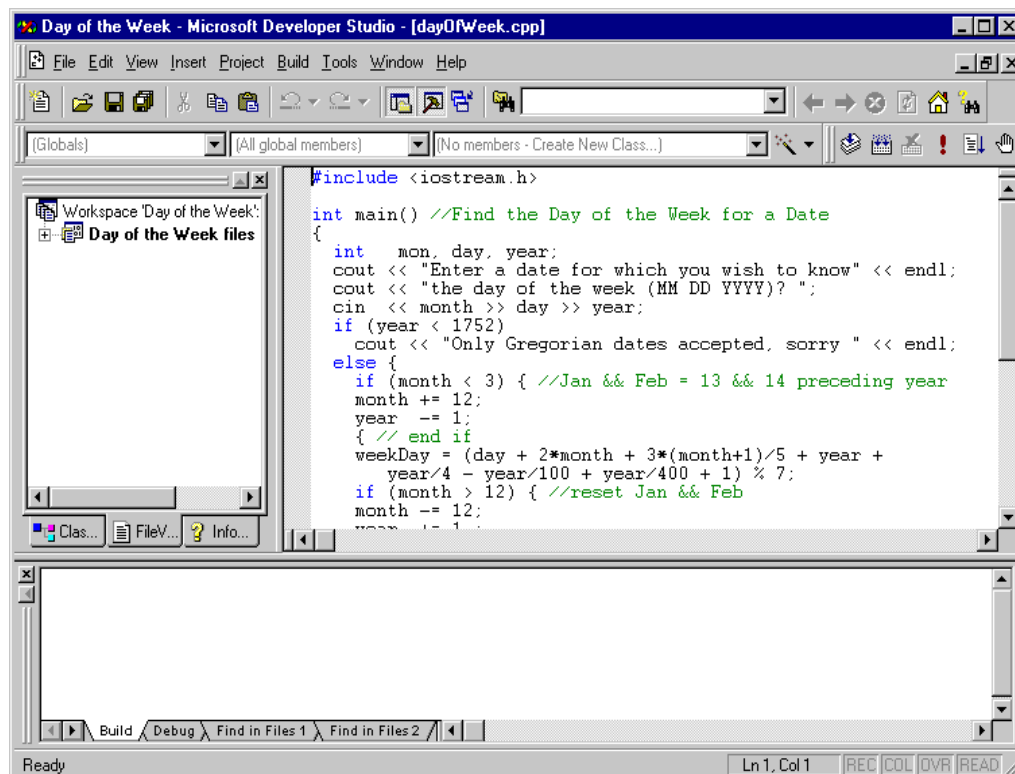 Day of the Week - Microsoft Developer Studio - [dayOfWeek.cpp]
File Edit View Insert Project Build Tools Window Help
(Globals) (All global members) (No members - Create New Class...)
Workspace 'Day of the Week':
Day of the Week files
Clas... FileV... Info...
#include <iostream.h>
int main() //Find the Day of the Week for a Date
{
int mon, day, year;
cout << "Enter a date for which you wish to know" << endl;
cout << "the day of the week (MM DD YYYY)? ";
cin << month >> day >> year;
if (year < 1752)
cout << "Only Gregorian dates accepted, sorry " << endl;
else {
if (month < 3) { //Jan && Feb = 13 && 14 preceding year
month += 12;
year -= 1;
{ // end if
weekDay = (day + 2*month + 3*(month+1)/5 + year +
year/4 - year/100 + year/400 + 1) % 7;
if (month > 12) { //reset Jan && Feb
month -= 12;
year += 1 ;
Build Debug Find in Files 1 Find in Files 2
Ready Ln 1, Col 1 REC COL OVR READ